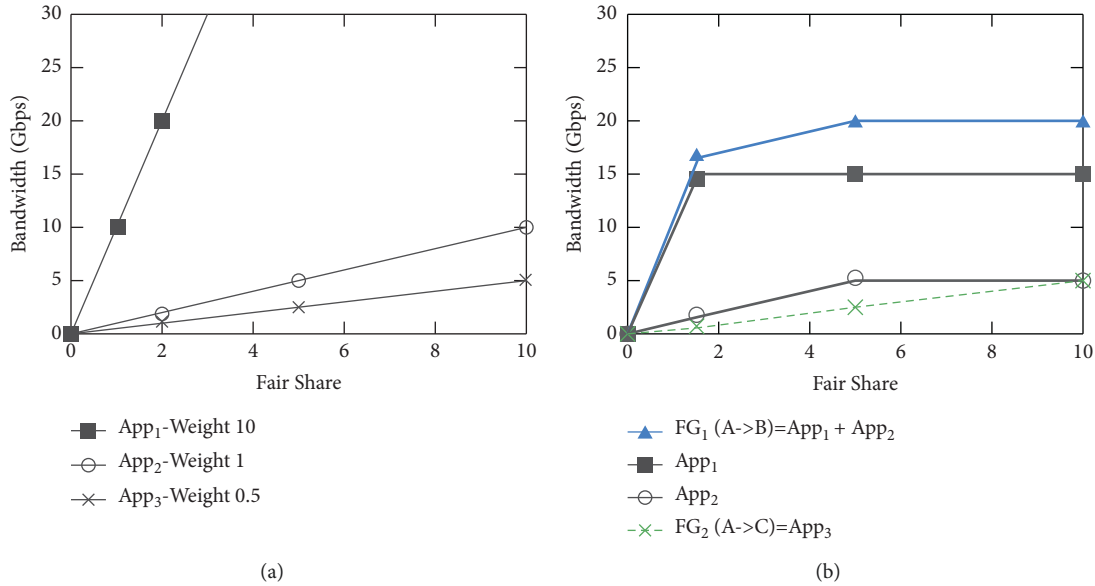 30
25
20
15
10
5
0
Bandwidth (Gbps)
0 2 4 6 8 10
Fair Share
App1-Weight 10
App2-Weight 1
App3-Weight 0.5
(a)
30
25
20
15
10
5
0
Bandwidth (Gbps)
0 2 4 6 8 10
Fair Share
FG1 (A->B)=App1 + App2
App1
App2
FG2 (A->C)=App3
(b)